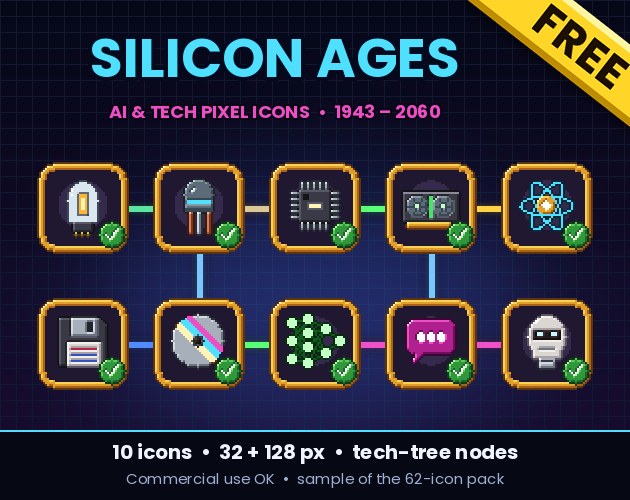 FREE
SILICON AGES
AI & TECH PIXEL ICONS • 1943 – 2060
10 icons • 32 + 128 px • tech-tree nodes
Commercial use OK • sample of the 62-icon pack